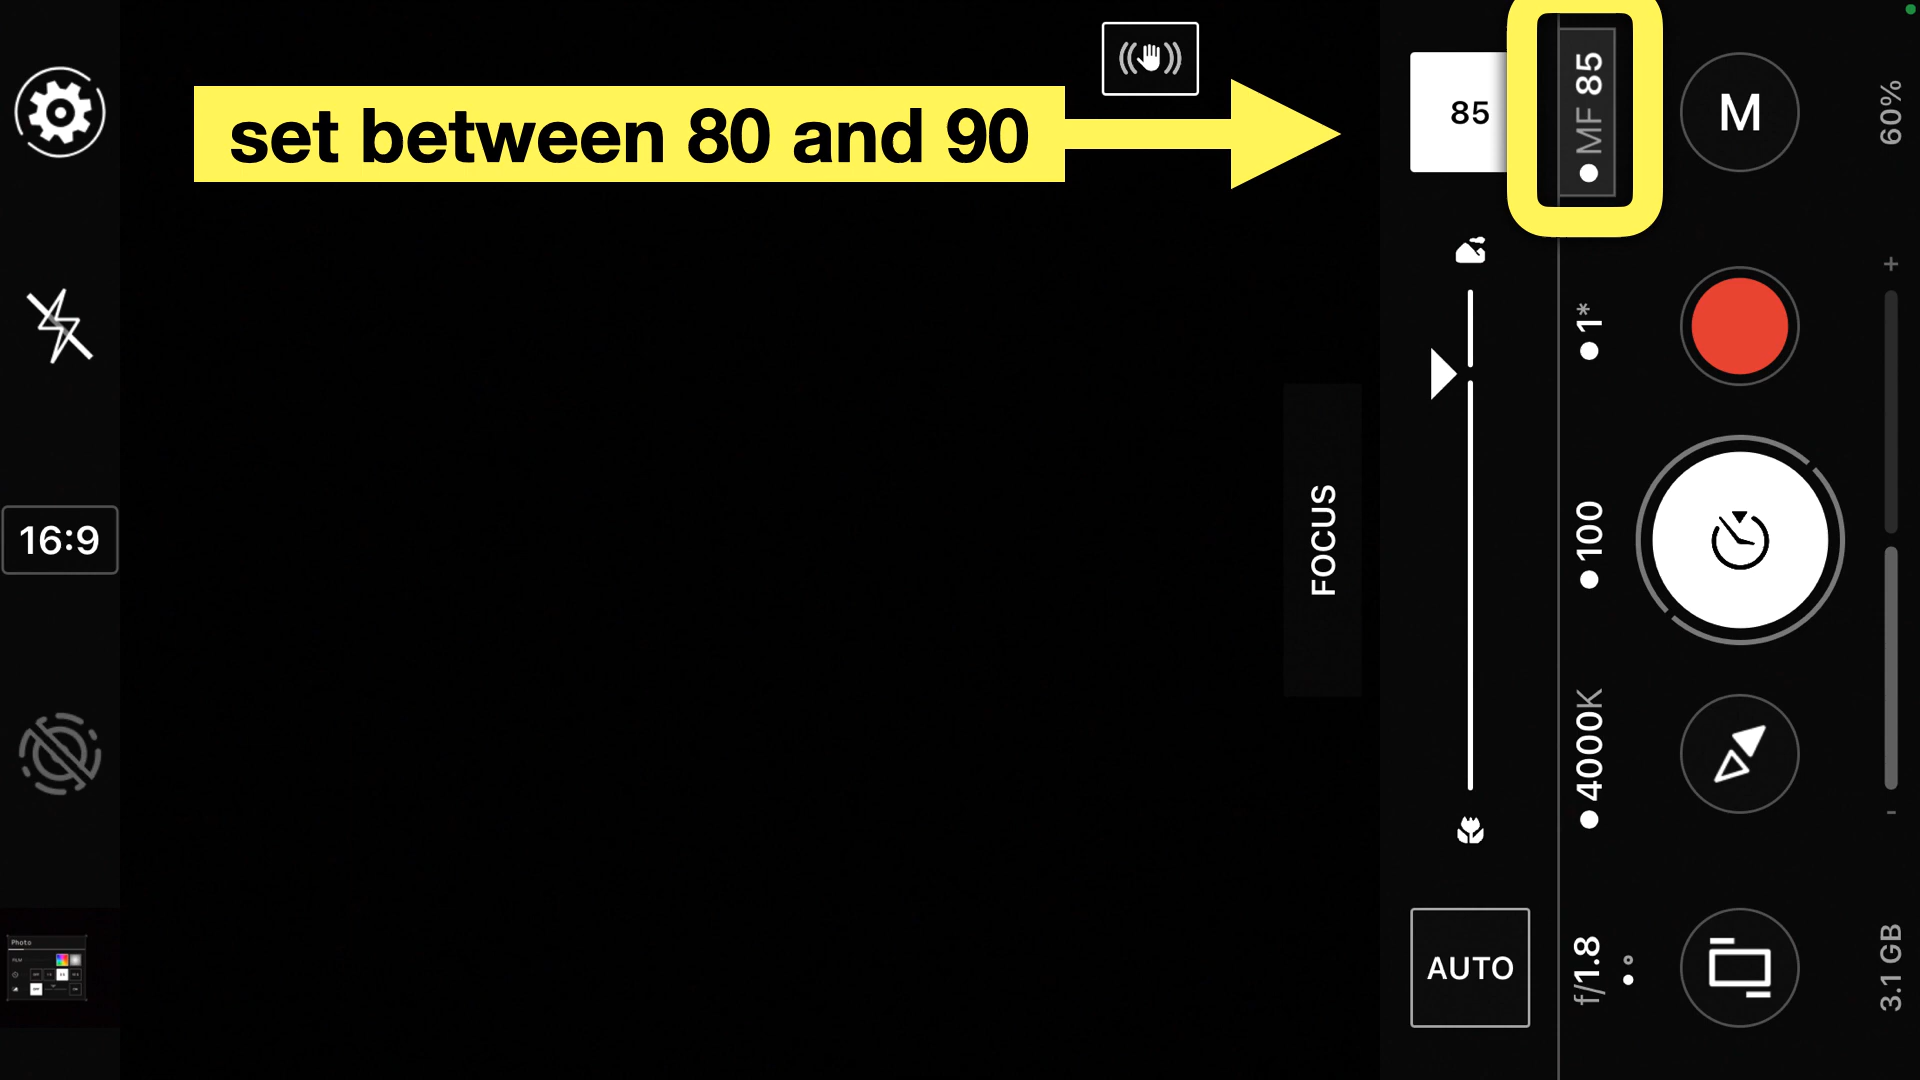 set between 80 and 90
85
MF 85
M
60%
1*
16:9
FOCUS
100
4000K
AUTO
f/1.8
3.1 GB
+
-
Photo